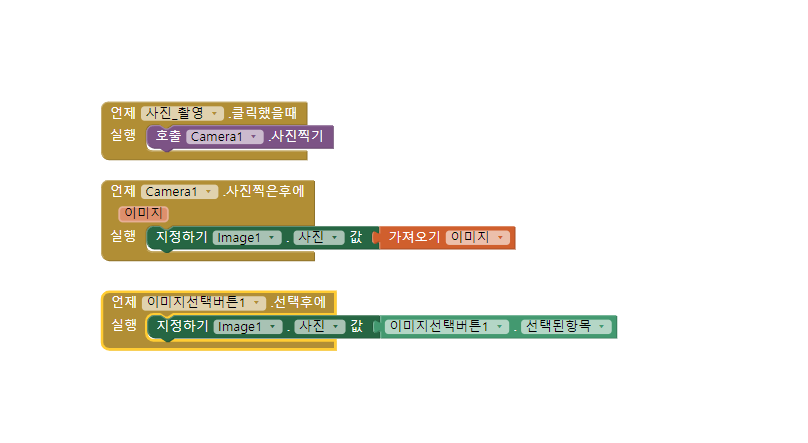 언제 사진_촬영 .클릭했을때
실행 호출 Camera1 .사진찍기
언제 Camera1 .사진찍은후에
이미지
실행 지정하기 Image1 . 사진 값 가져오기 이미지
언제 이미지선택버튼1 .선택후에
실행 지정하기 Image1 . 사진 값 이미지선택버튼1 . 선택된항목